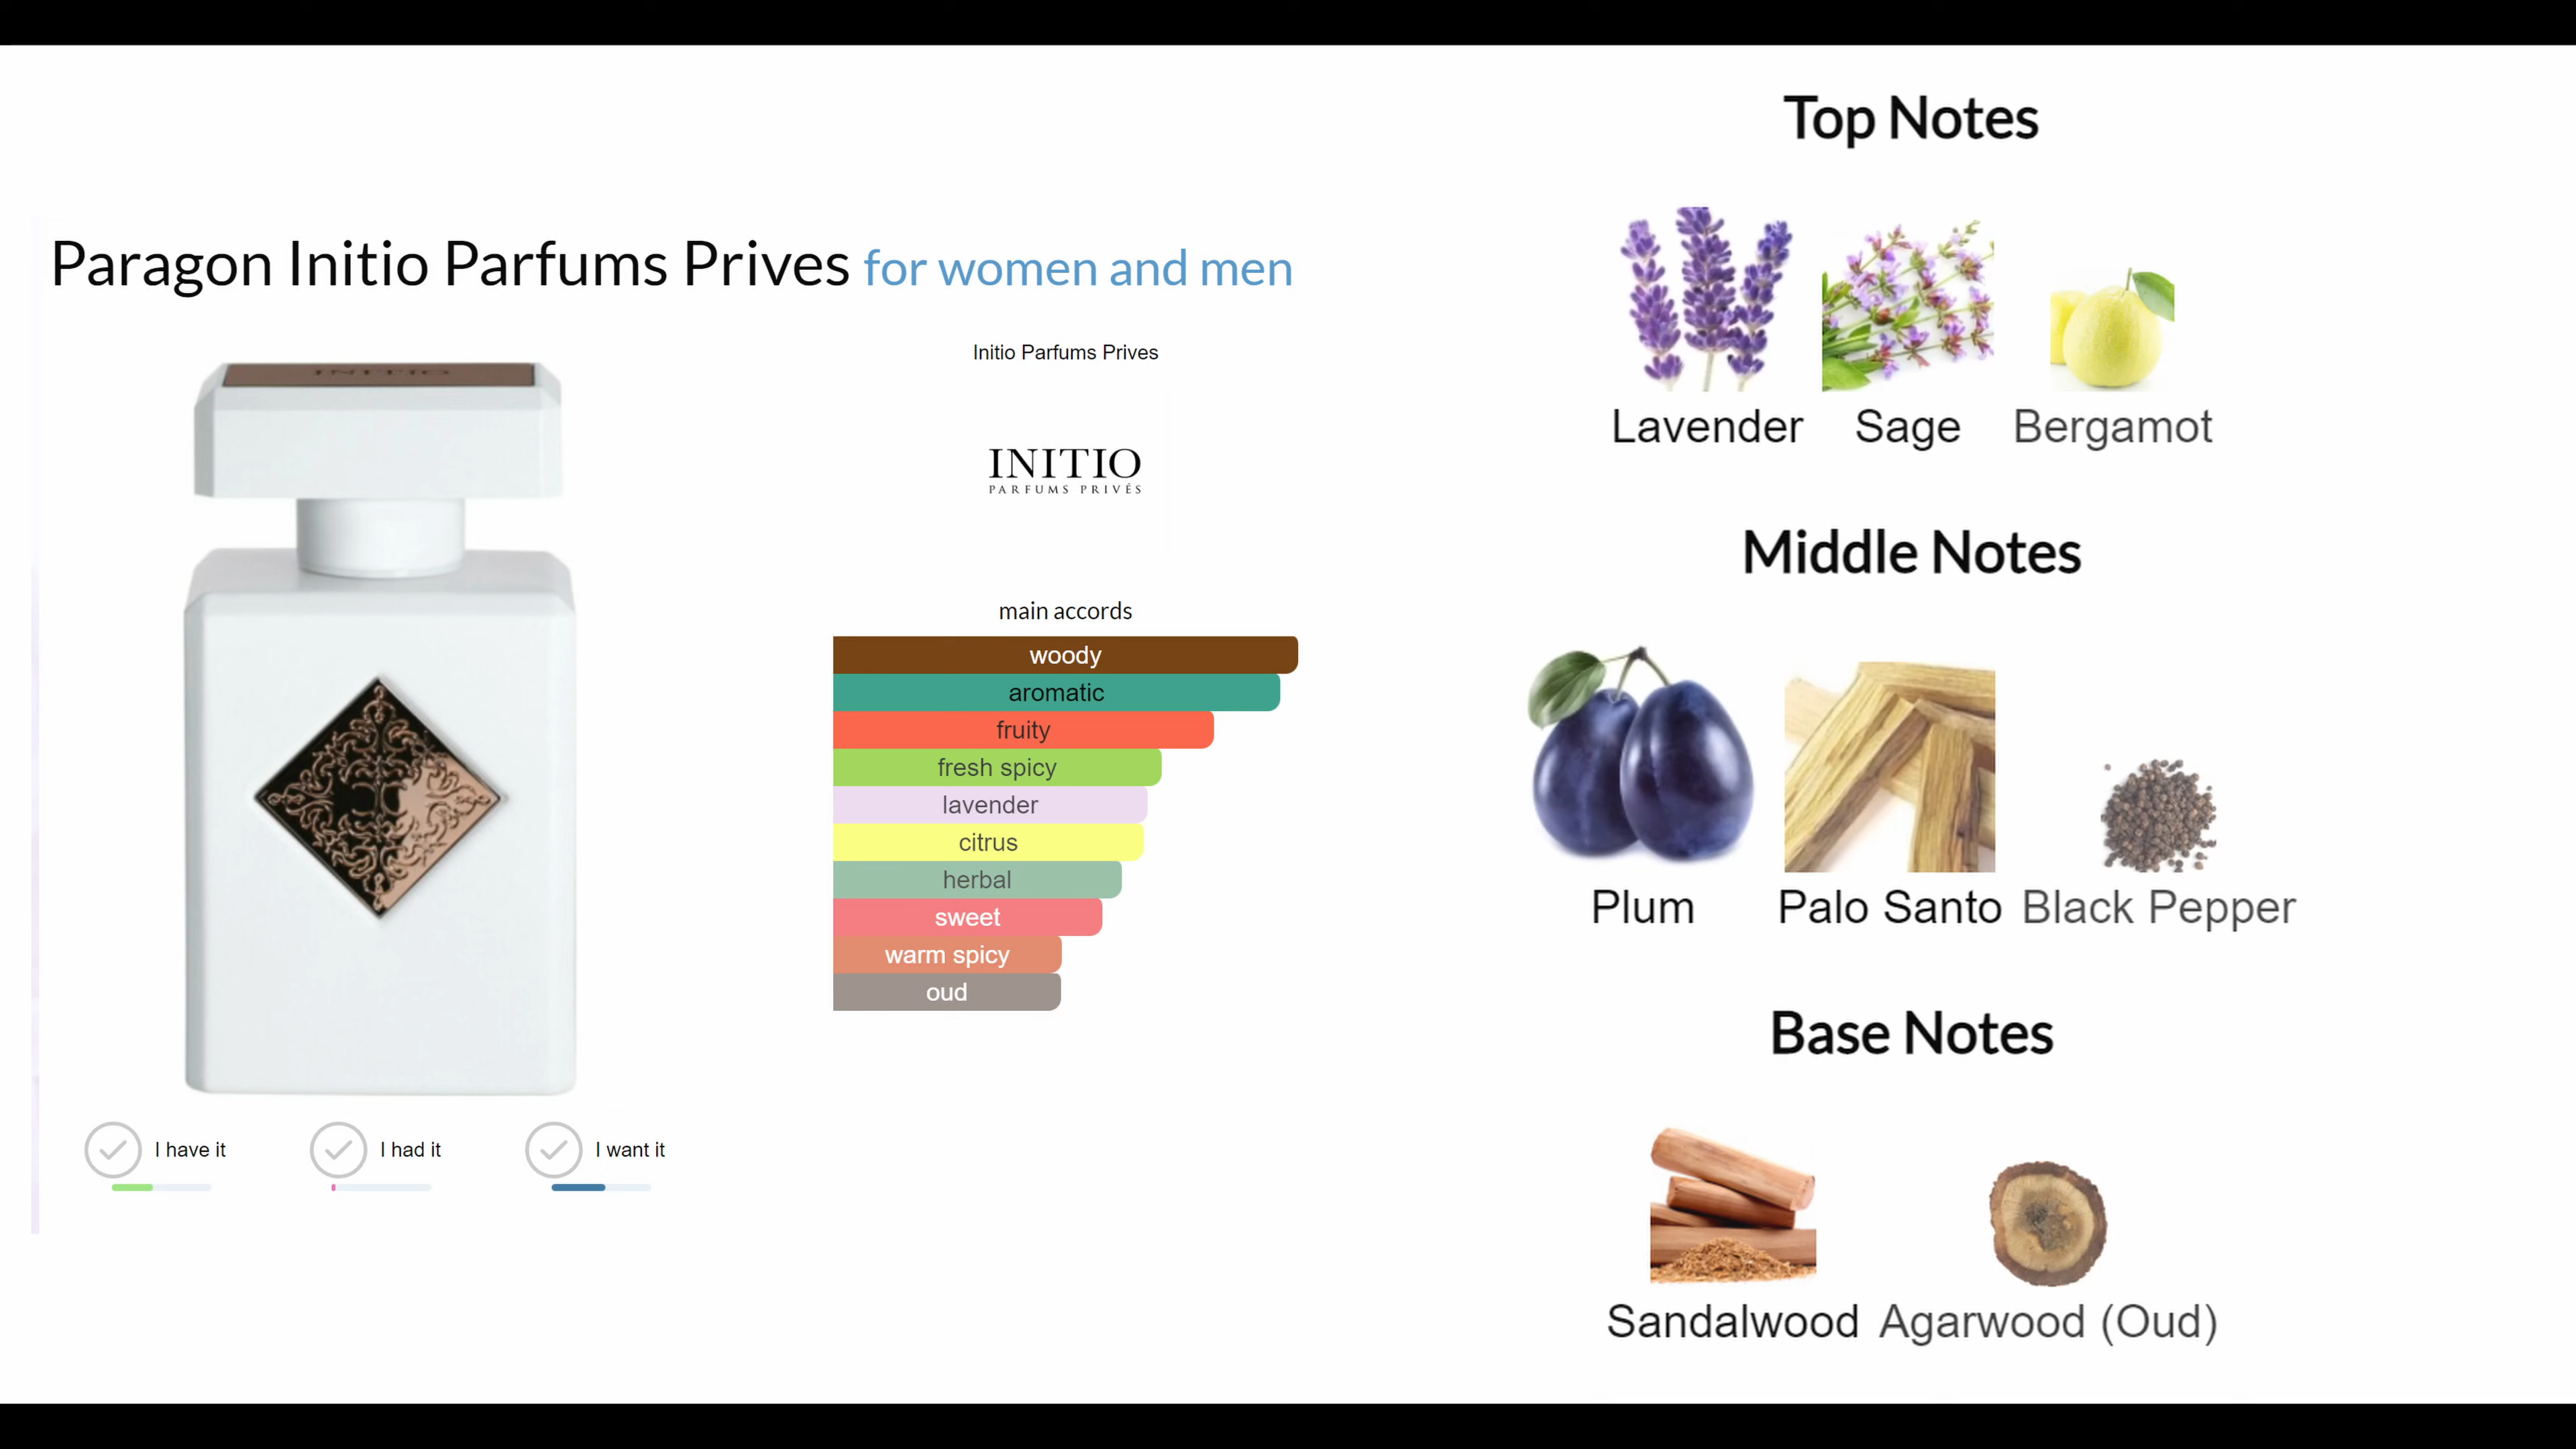 Paragon Initio Parfums Prives for women and men
INITIO
Initio Parfums Prives
INITIO
PARFUMS PRIVÉS
main accords
woody
aromatic
fruity
fresh spicy
lavender
citrus
herbal
sweet
warm spicy
oud
I have it
I had it
I want it
Top Notes
Lavender Sage Bergamot
Middle Notes
Plum Palo Santo Black Pepper
Base Notes
Sandalwood Agarwood (Oud)